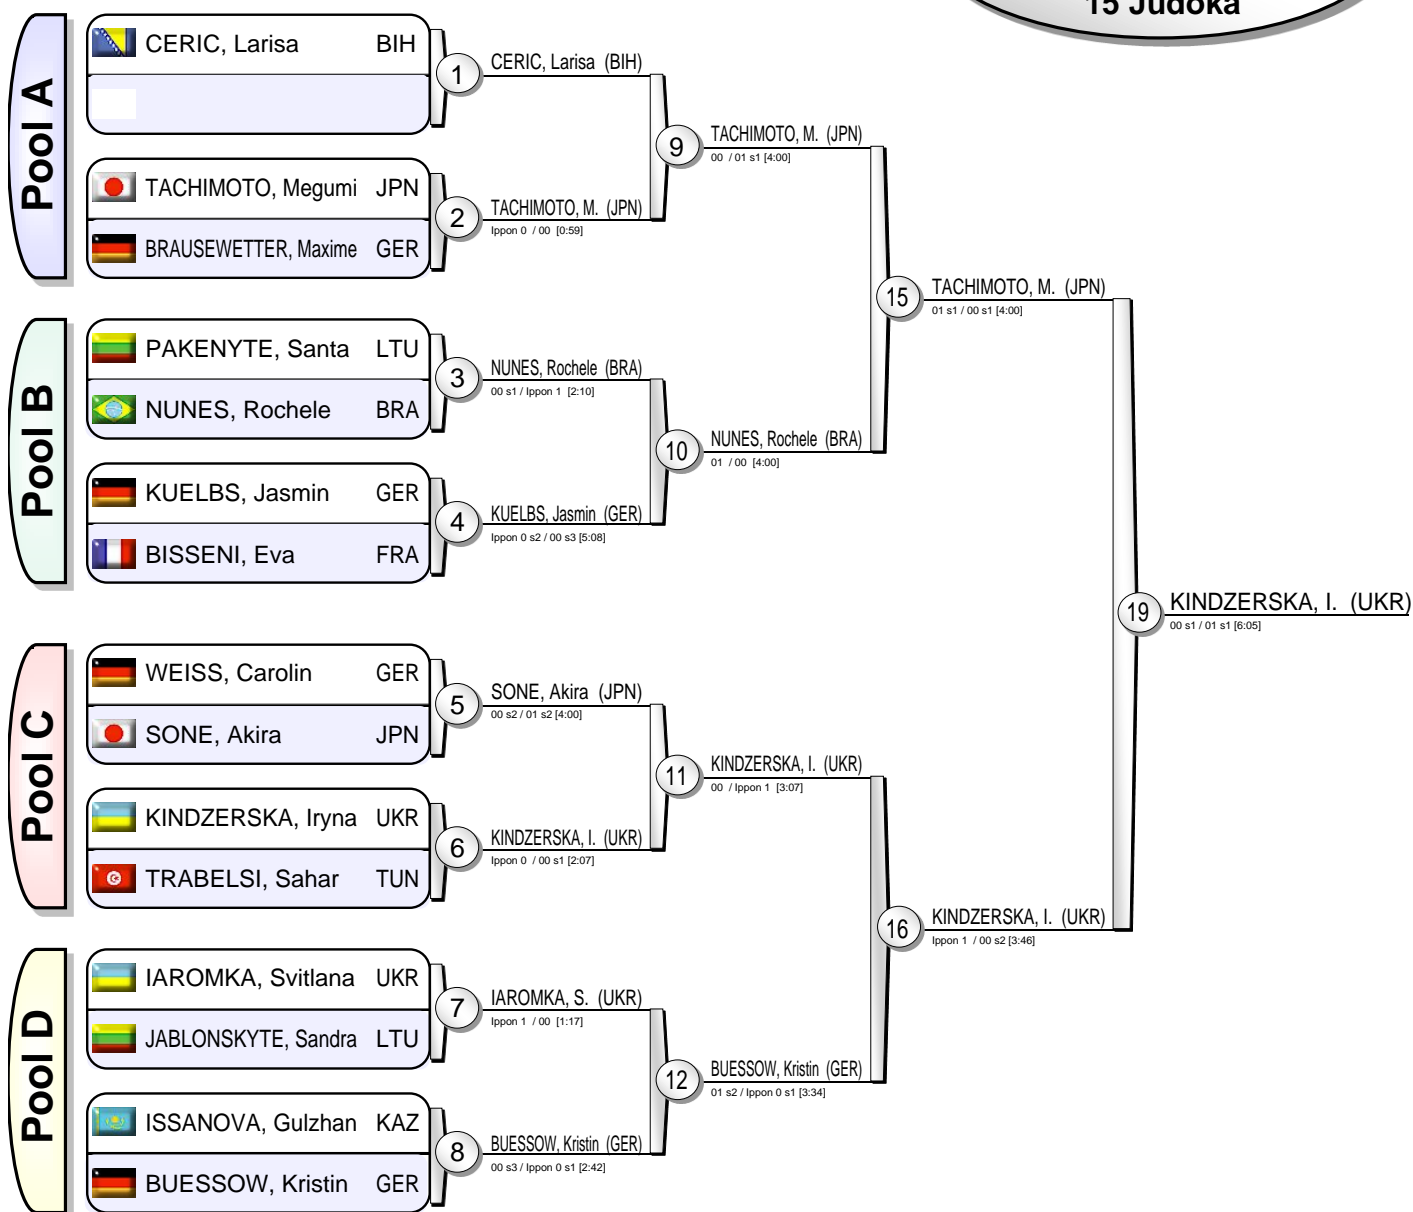 15 Judoka
Pool A
CERIC, Larisa BIH
TACHIMOTO, Megumi JPN
BRAUSEWETTER, Maxime GER
Pool B
PAKENYTE, Santa LTU
NUNES, Rochele BRA
KUELBS, Jasmin GER
BISSENI, Eva FRA
Pool C
WEISS, Carolin GER
SONE, Akira JPN
KINDZERSKA, Iryna UKR
TRABELSI, Sahar TUN
Pool D
IAROMKA, Svitlana UKR
JABLONSKYTE, Sandra LTU
ISSANOVA, Gulzhan KAZ
BUESSOW, Kristin GER
1 CERIC, Larisa (BIH)
2 TACHIMOTO, M. (JPN)
Ippon 0 / 00 [0:59]
3 NUNES, Rochele (BRA)
00 s1 / Ippon 1 [2:10]
4 KUELBS, Jasmin (GER)
Ippon 0 s2 / 00 s3 [5:08]
5 SONE, Akira (JPN)
00 s2 / 01 s2 [4:00]
6 KINDZERSKA, I. (UKR)
Ippon 0 / 00 s1 [2:07]
7 IAROMKA, S. (UKR)
Ippon 1 / 00 [1:17]
8 BUESSOW, Kristin (GER)
00 s3 / Ippon 0 s1 [2:42]
9 TACHIMOTO, M. (JPN)
00 / 01 s1 [4:00]
10 NUNES, Rochele (BRA)
01 / 00 [4:00]
11 KINDZERSKA, I. (UKR)
00 / Ippon 1 [3:07]
12 BUESSOW, Kristin (GER)
01 s2 / Ippon 0 s1 [3:34]
15 TACHIMOTO, M. (JPN)
01 s1 / 00 s1 [4:00]
16 KINDZERSKA, I. (UKR)
Ippon 1 / 00 s2 [3:46]
19 KINDZERSKA, I. (UKR)
00 s1 / 01 s1 [6:05]